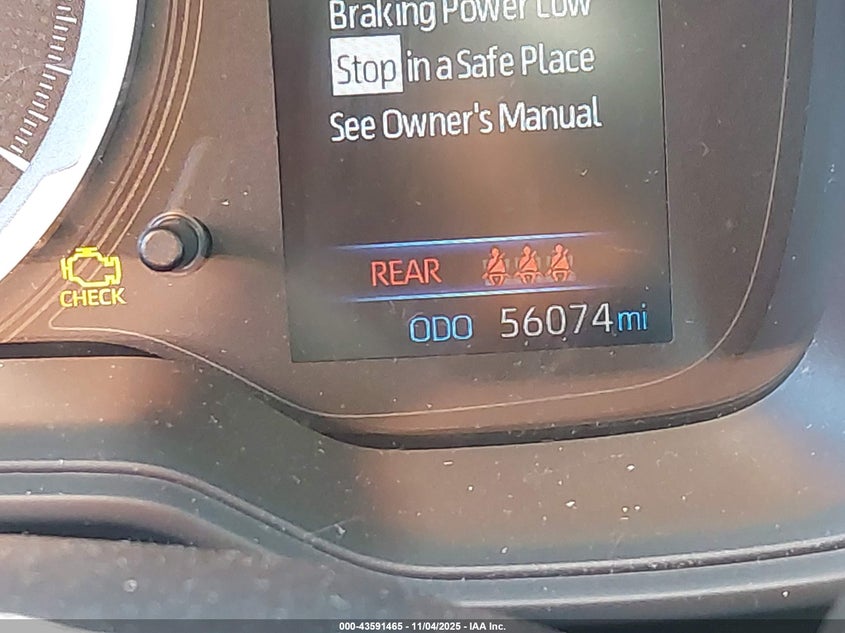 Braking Power Low
Stop in a Safe Place
See Owner's Manual
REAR
CHECK
ODO 56074 mi
000-43591465 - 11/04/2025 - IAA Inc.